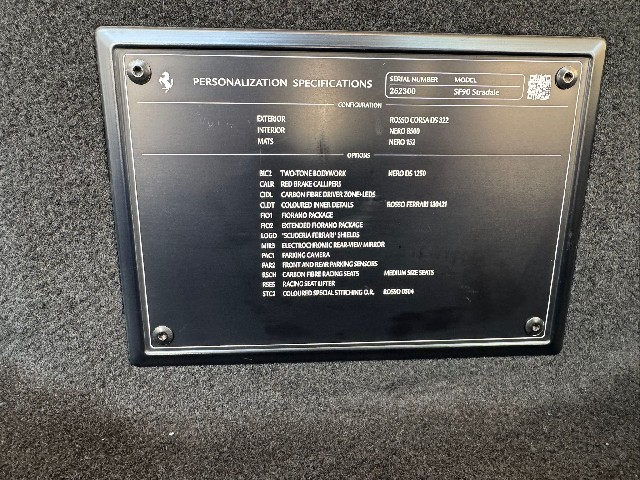 PERSONALIZATION SPECIFICATIONS SERIAL NUMBER MODEL
262300 SF90 Stradale
CONFIGURATION
EXTERIOR ROSSO CORSA DS 322
INTERIOR NERO 8500
MATS NERO 152
OPTIONS
BIC2 TWO-TONE BODYWORK NERO DS 1250
CALR RED BRAKE CALLIPERS
CIDL CARBON FIBRE DRIVER ZONE+LEDS
CLDT COLOURED INNER DETAILS ROSSO FERRARI 130421
FIO1 FIORANO PACKAGE
FIO2 EXTENDED FIORANO PACKAGE
LOGO "SCUDERIA FERRARI" SHIELDS
MIR3 ELECTROCHROMIC REAR-VIEW MIRROR
PAC1 PARKING CAMERA
PAR2 FRONT AND REAR PARKING SENSORS
RSCH CARBON FIBRE RACING SEATS MEDIUM SIZE SEATS
RSES RACING SEAT LIFTER
STC2 COLOURED SPECIAL STITCHING O.R. ROSSO 0304